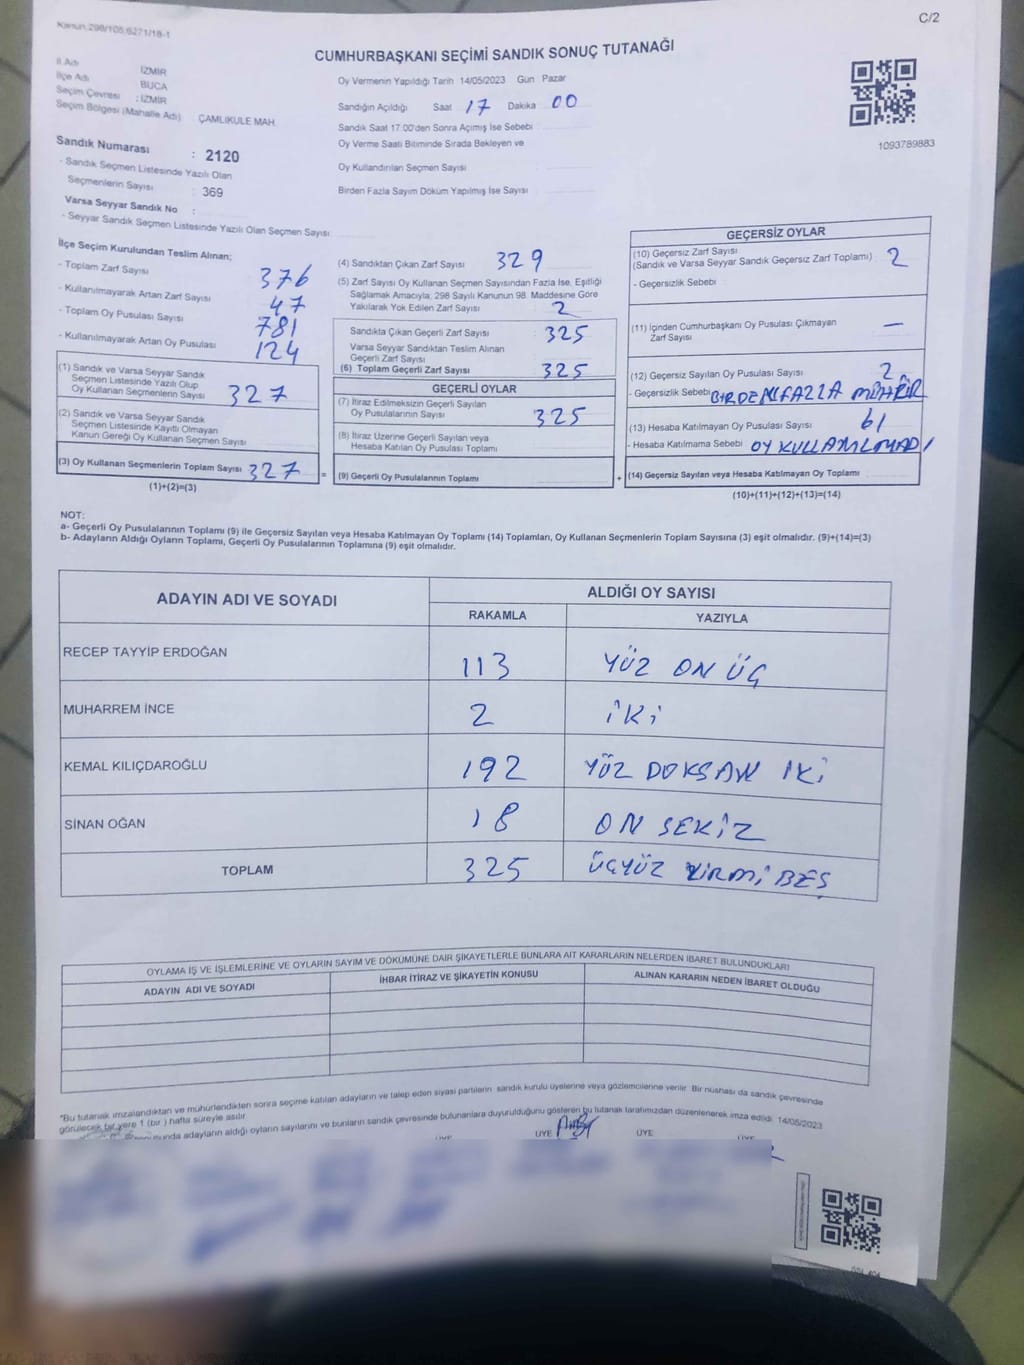 Kanun:298/105,6271/18-1
C/2
CUMHURBAŞKANI SEÇİMİ SANDIK SONUÇ TUTANAĞI
İl Adı İZMİR
İlçe Adı BUCA
Seçim Çevresi : İZMİR
Seçim Bölgesi (Mahalle Adı) ÇAMLIKULE MAH.
Sandık Numarası : 2120
- Sandık Seçmen Listesinde Yazılı Olan
Seçmenlerin Sayısı : 369
Varsa Seyyar Sandık No :
- Seyyar Sandık Seçmen Listesinde Yazılı Olan Seçmen Sayısı
Oy Vermenin Yapıldığı Tarih 14/05/2023 Gün Pazar
Sandığın Açıldığı Saat 17 Dakika 00
Sandık Saat 17:00'den Sonra Açımış İse Sebebi
Oy Verme Saati Bitiminde Sırada Bekleyen ve
Oy Kullandırılan Seçmen Sayısı
Birden Fazla Sayım Döküm Yapılmış İse Sayısı
1093789883
İlçe Seçim Kurulundan Teslim Alınan;
- Toplam Zarf Sayısı 376
- Kullanılmayarak Artan Zarf Sayısı 47
- Toplam Oy Pusulası Sayısı 781
- Kullanılmayarak Artan Oy Pusulası 124
(1) Sandık ve Varsa Seyyar Sandık
Seçmen Listesinde Yazılı Olup
Oy Kullanan Seçmenlerin Sayısı 327
(2) Sandık ve Varsa Seyyar Sandık
Seçmen Listesinde Kayıtlı Olmayan
Kanun Gereği Oy Kullanan Seçmen Sayısı
(3) Oy Kullanan Seçmenlerin Toplam Sayısı 327 =
(1)+(2)=(3)
(4) Sandıktan Çıkan Zarf Sayısı 329
(5) Zarf Sayısı Oy Kullanan Seçmen Sayısından Fazla İse, Eşitliği
Sağlamak Amacıyla; 298 Sayılı Kanunun 98. Maddesine Göre
Yakılarak Yok Edilen Zarf Sayısı 2
Sandıkta Çıkan Geçerli Zarf Sayısı 325
Varsa Seyyar Sandıktan Teslim Alınan
Geçerli Zarf Sayısı
(6) Toplam Geçerli Zarf Sayısı 325
GEÇERLİ OYLAR
(7) İtiraz Edilmeksizin Geçerli Sayılan
Oy Pusulalarının Sayısı 325
(8) İtiraz Üzerine Geçerli Sayılan veya
Hesaba Katılan Oy Pusulası Toplamı
(9) Geçerli Oy Pusulalarının Toplamı +
GEÇERSİZ OYLAR
(10) Geçersiz Zarf Sayısı
(Sandık ve Varsa Seyyar Sandık Geçersiz Zarf Toplamı) 2
- Geçersizlik Sebebi
(11) İçinden Cumhurbaşkanı Oy Pusulası Çıkmayan
Zarf Sayısı —
(12) Geçersiz Sayılan Oy Pusulası Sayısı 2
- Geçersizlik Sebebi BİRDEN FAZLA MÜHÜR
(13) Hesaba Katılmayan Oy Pusulası Sayısı 61
- Hesaba Katılmama Sebebi OY KULLANILMADI
(14) Geçersiz Sayılan veya Hesaba Katılmayan Oy Toplamı
(10)+(11)+(12)+(13)=(14)
NOT:
a- Geçerli Oy Pusulalarının Toplamı (9) ile Geçersiz Sayılan veya Hesaba Katılmayan Oy Toplamı (14) Toplamları, Oy Kullanan Seçmenlerin Toplam Sayısına (3) eşit olmalıdır. (9)+(14)=(3)
b- Adayların Aldığı Oyların Toplamı, Geçerli Oy Pusulalarının Toplamına (9) eşit olmalıdır.
ADAYIN ADI VE SOYADI
ALDIĞI OY SAYISI
RAKAMLA YAZIYLA
RECEP TAYYİP ERDOĞAN 113 YÜZ ON ÜÇ
MUHARREM İNCE 2 İKİ
KEMAL KILIÇDAROĞLU 192 YÜZ DOKSAN İKİ
SİNAN OĞAN 18 ON SEKİZ
TOPLAM 325 ÜÇYÜZ YİRMİ BEŞ
OYLAMA İŞ VE İŞLEMLERİNE VE OYLARIN SAYIM VE DÖKÜMÜNE DAİR ŞİKAYETLERLE BUNLARA AİT KARARLARIN NELERDEN İBARET BULUNDUKLARI
ADAYIN ADI VE SOYADI İHBAR İTİRAZ VE ŞİKAYETİN KONUSU ALINAN KARARIN NEDEN İBARET OLDUĞU
*Bu tutanak imzalandıktan ve mühürlendikten sonra seçime katılan adayların ve talep eden siyasi partilerin sandık kurulu üyelerine veya gözlemcilerine verilir. Bir nüshası da sandık çevresinde
görülecek bir yere 1 (bir ) hafta süreyle asılır.
unda adayların aldığı oyların sayılarını ve bunların sandık çevresinde bulunanlara duyurulduğunu gösteren bu tutanak tarafımızdan düzenlenerek imza edildi. 14/05/2023
ÜYE ÜYE ÜYE ÜYE